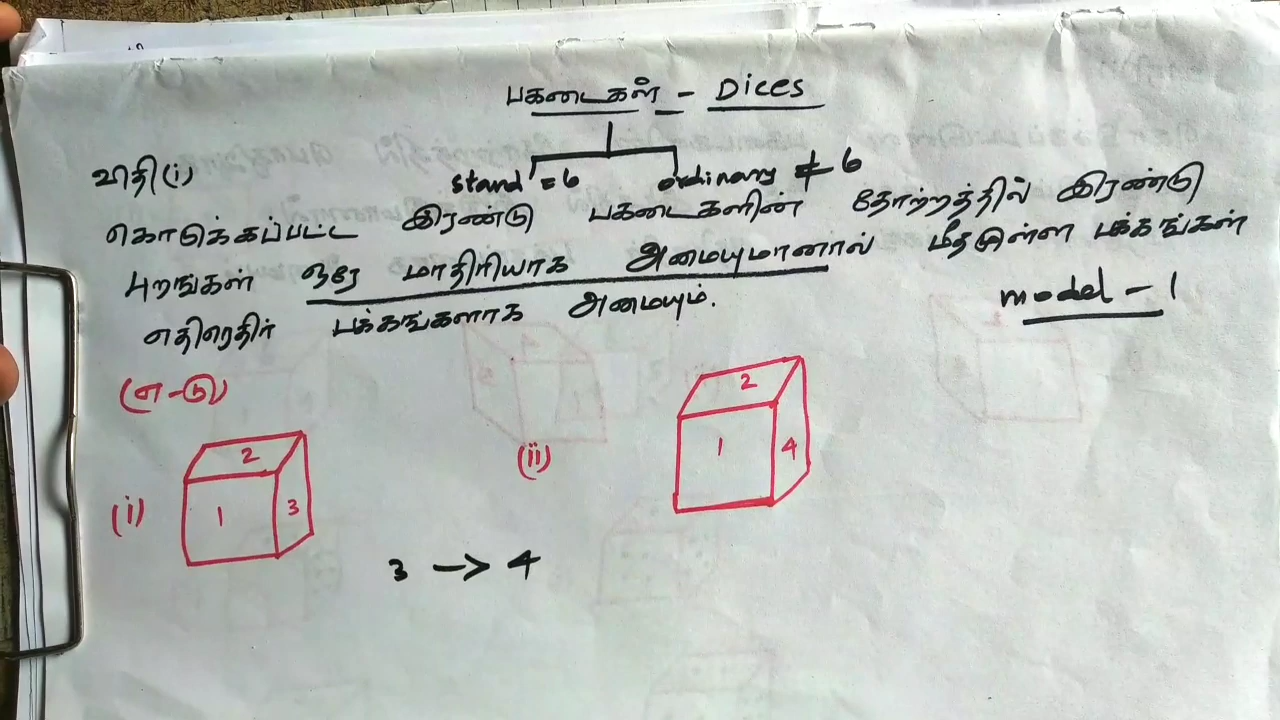 பகடைகள் - Dices
stand = 6 ordinary ≠ 6
விதி (i)
கொடுக்கப்பட்ட இரண்டு பகடைகளின் தோற்றத்தில் இரண்டு
புறங்கள் ஒரே மாதிரியாக அமையுமானால் மீதமுள்ள பக்கங்கள்
எதிரெதிர் பக்கங்களாக அமையும்.
model - 1
(எ-டு)
(i) 2 1 3
(ii) 2 1 4
3 → 4